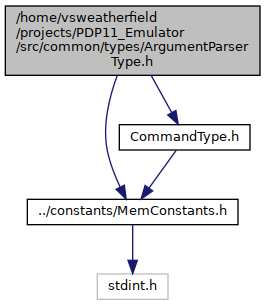 /home/vsweatherfield
/projects/PDP11_Emulator
/src/common/types/ArgumentParser
Type.h
CommandType.h
../constants/MemConstants.h
stdint.h